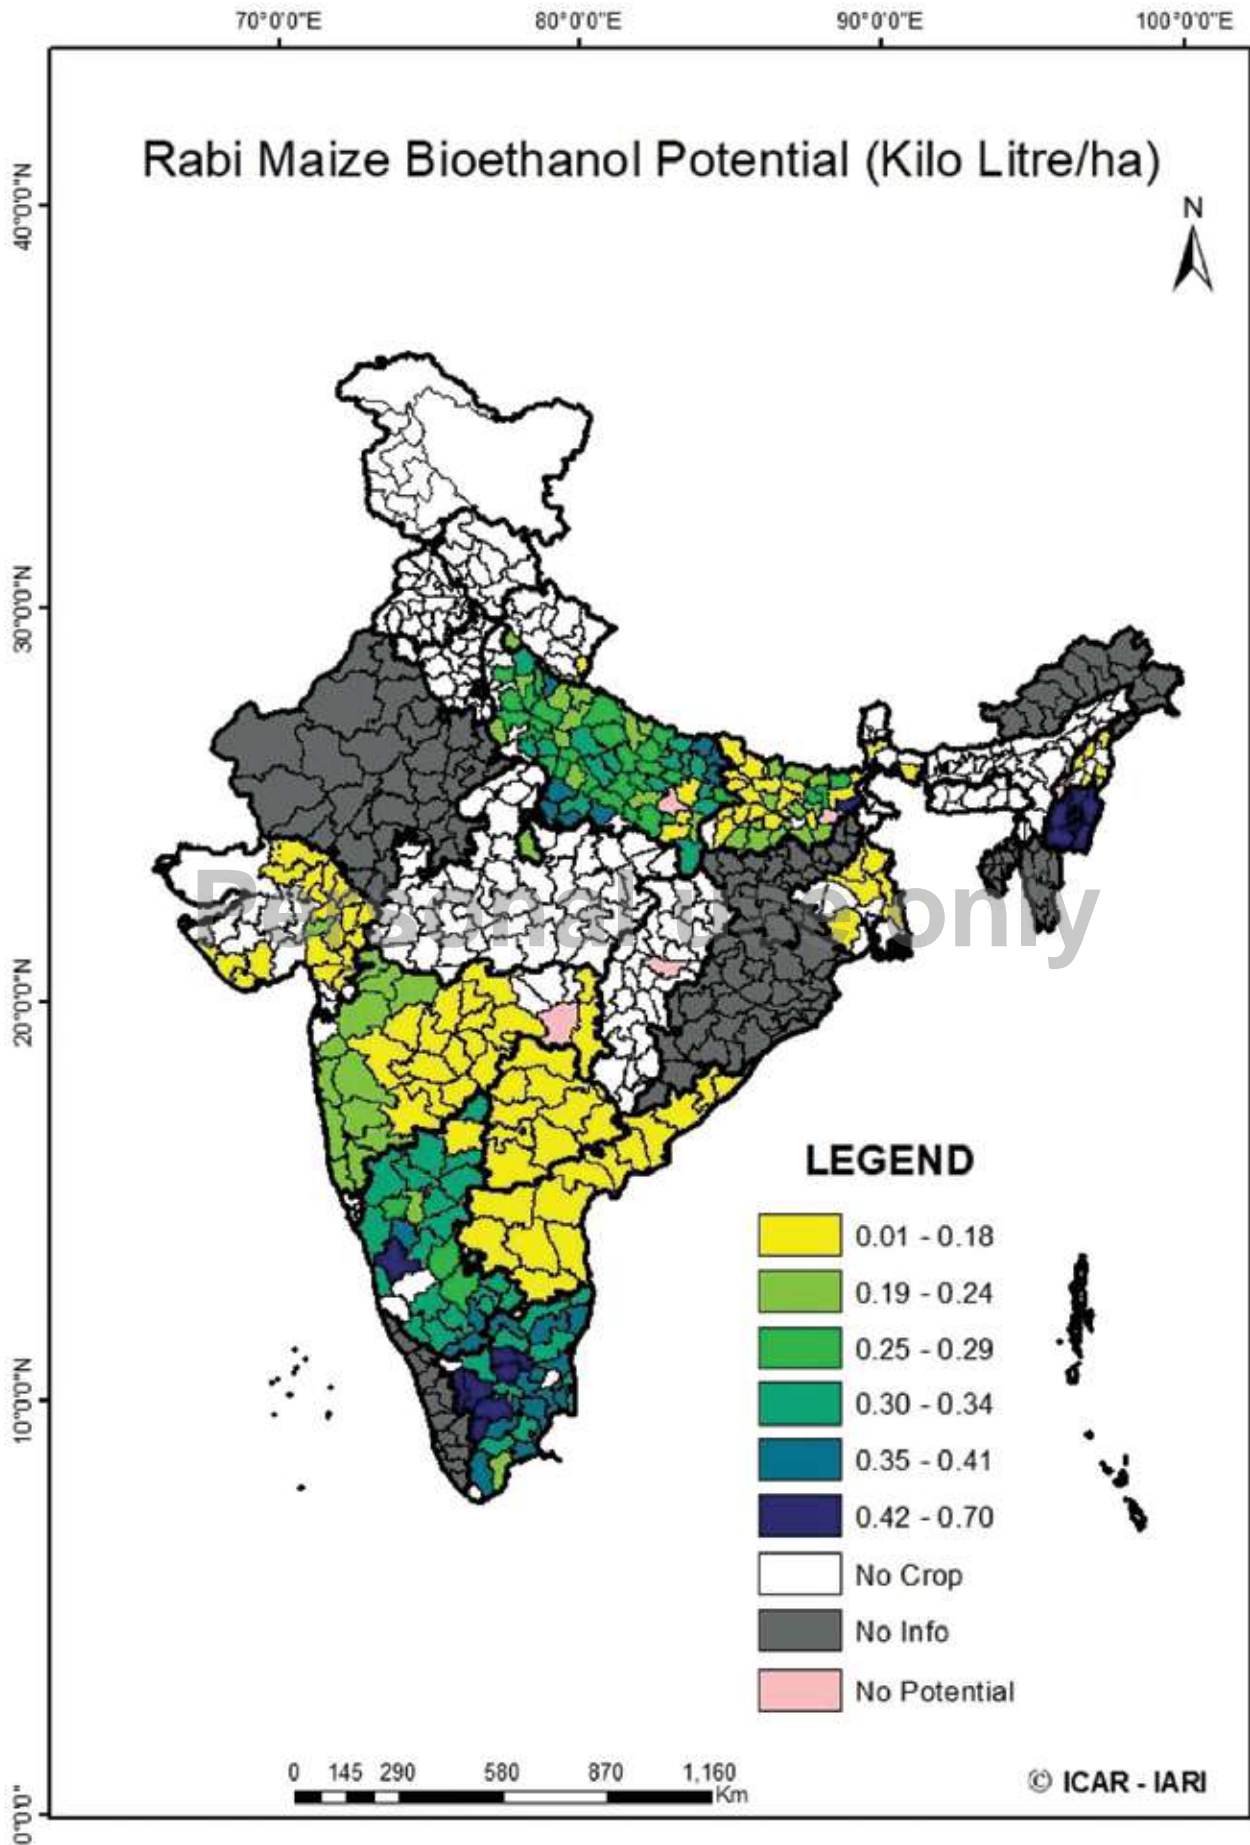 70°0'0"E 80°0'0"E 90°0'0"E 100°0'0"E
Rabi Maize Bioethanol Potential (Kilo Litre/ha)
N
40°0'0"N
30°0'0"N
20°0'0"N
10°0'0"N
0°0'0"
Personal use only
LEGEND
0.01 - 0.18
0.19 - 0.24
0.25 - 0.29
0.30 - 0.34
0.35 - 0.41
0.42 - 0.70
No Crop
No Info
No Potential
0 145 290 580 870 1,160
Km
© ICAR - IARI